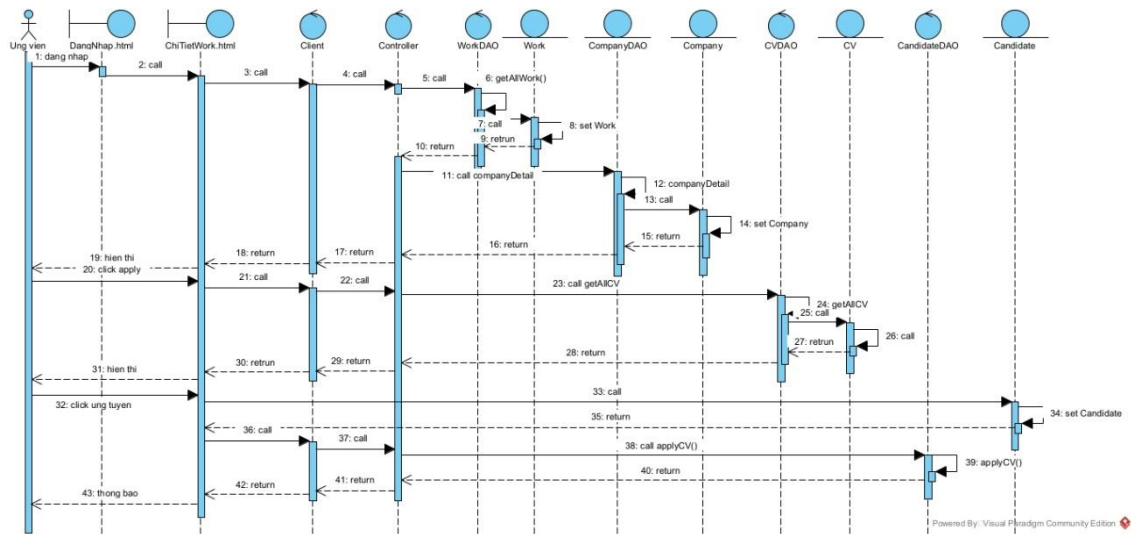 Ung vien
DangNhap.html
ChiTietWork.html
Client
Controller
WorkDAO
Work
CompanyDAO
Company
CVDAO
CV
CandidateDAO
Candidate
1: dang nhap
2: call
3: call
4: call
5: call
6: getAllWork()
7: call
8: set Work
9: retrun
10: return
11: call companyDetail
12: companyDetail
13: call
14: set Company
15: return
16: return
17: return
18: return
19: hien thi
20: click apply
21: call
22: call
23: call getAllCV
24: getAllCV
25: call
26: call
27: retrun
28: return
29: return
30: retrun
31: hien thi
32: click ung tuyen
33: call
34: set Candidate
35: return
36: call
37: call
38: call applyCV()
39: applyCV()
40: return
41: return
42: return
43: thong bao
Powered By: Visual Paradigm Community Edition